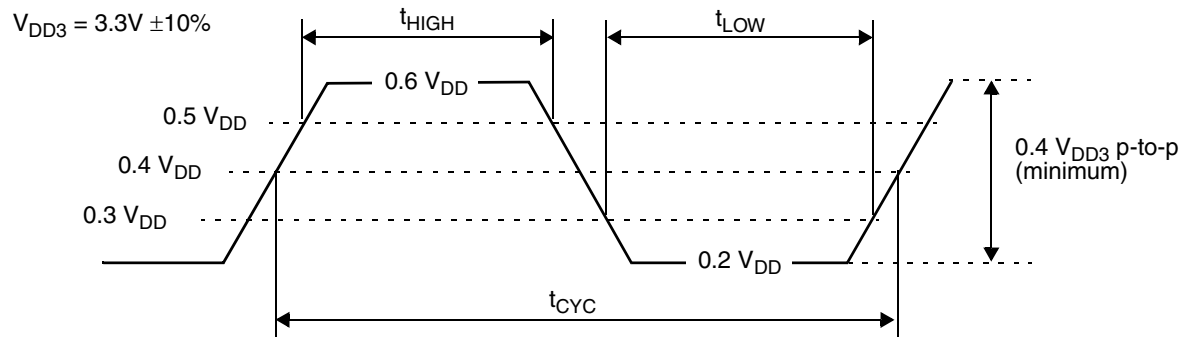 V_DD3 = 3.3V ±10%
t_HIGH
t_LOW
0.6 V_DD
0.5 V_DD
0.4 V_DD
0.3 V_DD
0.2 V_DD
0.4 V_DD3 p-to-p
(minimum)
t_CYC